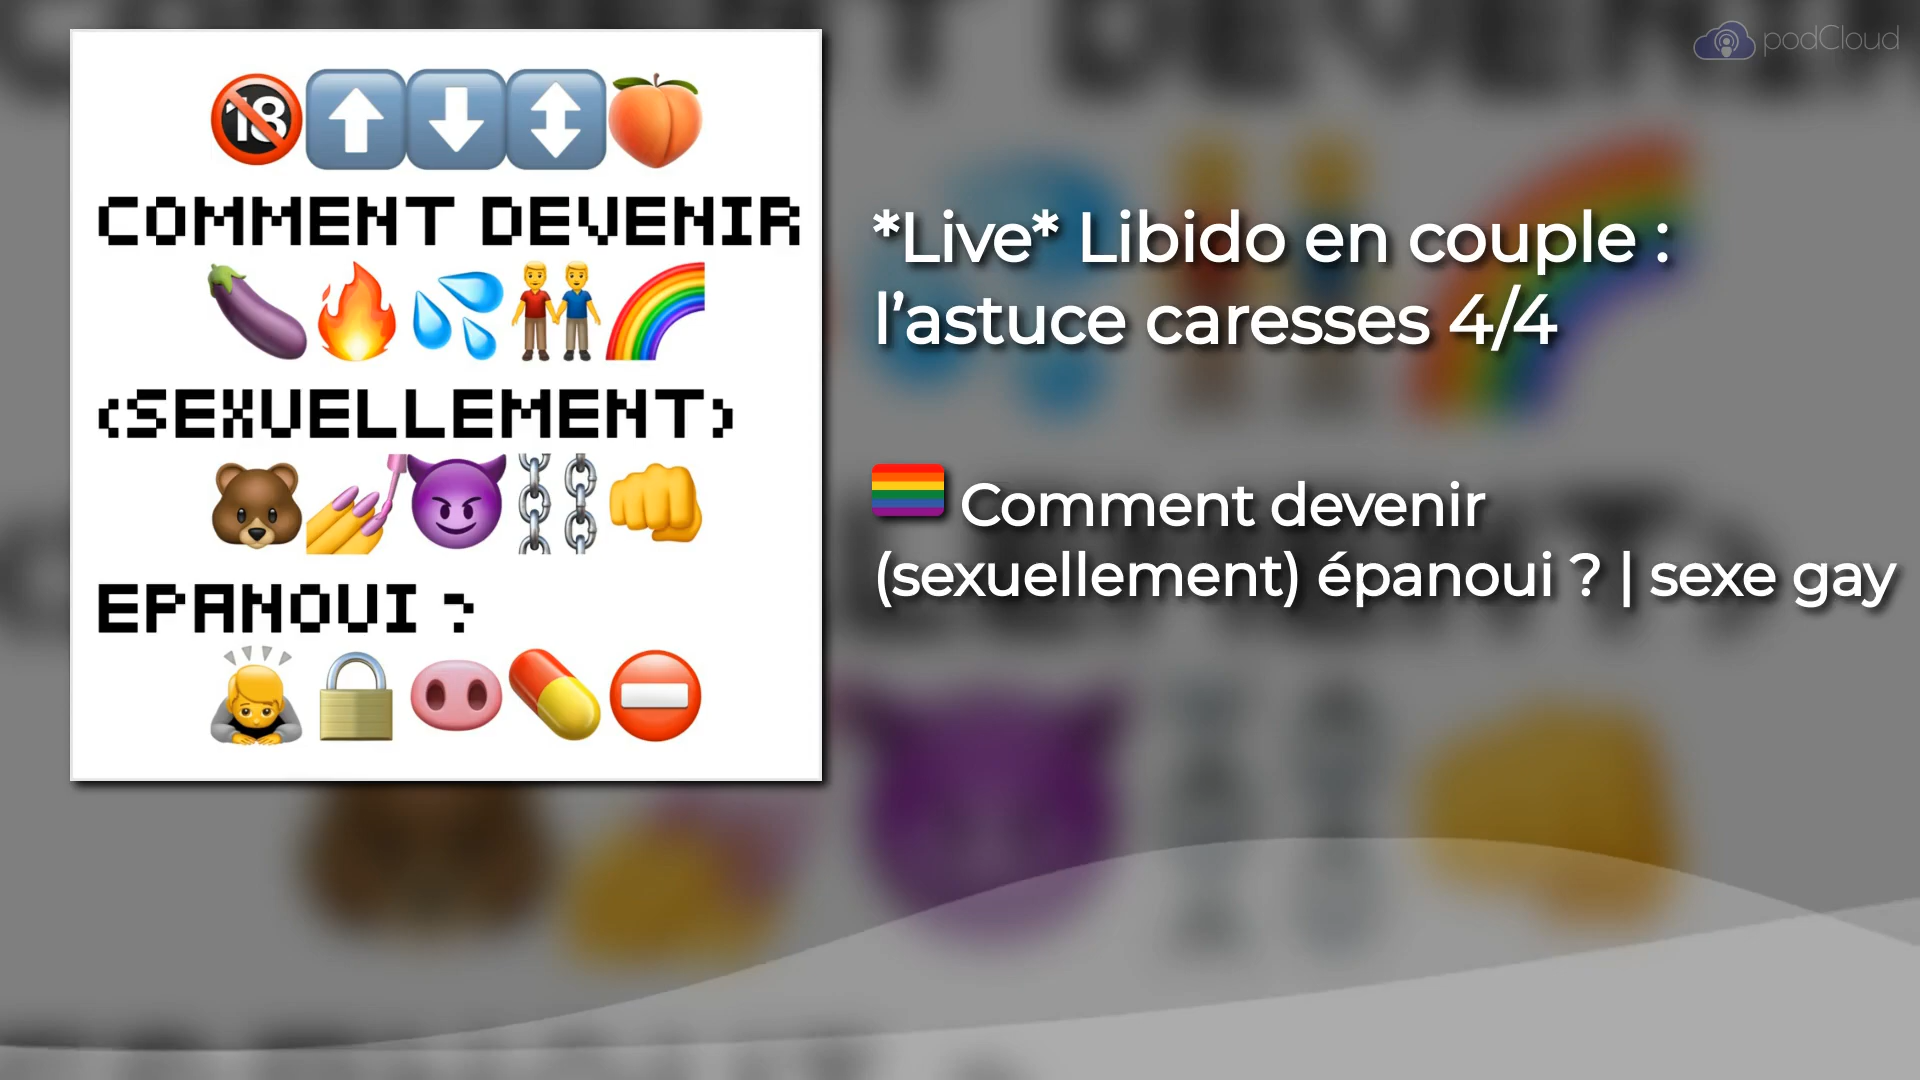 18
COMMENT DEVENIR
(SEXUELLEMENT)
EPANOUI ?
podCloud
*Live* Libido en couple :
l’astuce caresses 4/4
Comment devenir
(sexuellement) épanoui ? | sexe gay